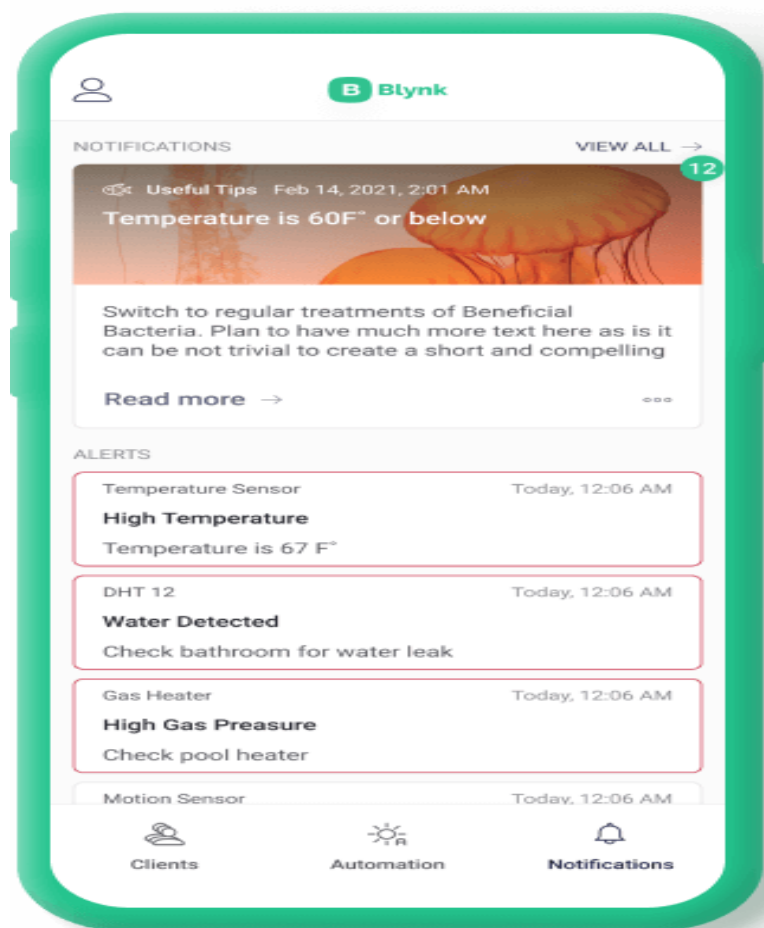 B Blynk
NOTIFICATIONS VIEW ALL →
12
Useful Tips Feb 14, 2021, 2:01 AM
Temperature is 60F° or below
Switch to regular treatments of Beneficial
Bacteria. Plan to have much more text here as is it
can be not trivial to create a short and compelling
Read more →
ALERTS
Temperature Sensor Today, 12:06 AM
High Temperature
Temperature is 67 F°
DHT 12 Today, 12:06 AM
Water Detected
Check bathroom for water leak
Gas Heater Today, 12:06 AM
High Gas Preasure
Check pool heater
Motion Sensor Today, 12:06 AM
Clients Automation Notifications